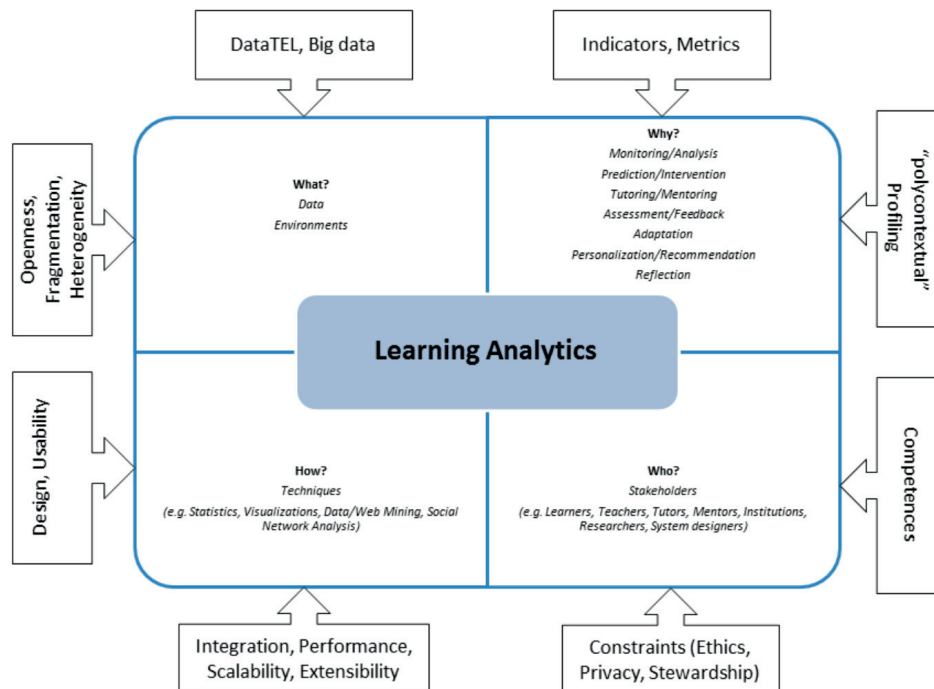 DataTEL, Big data
Indicators, Metrics
Openness,
Fragmentation,
Heterogeneity
What?
Data
Environments
Why?
Monitoring/Analysis
Prediction/Intervention
Tutoring/Mentoring
Assessment/Feedback
Adaptation
Personalization/Recommendation
Reflection
"polycontextual"
Profiling
Learning Analytics
Design, Usability
How?
Techniques
(e.g. Statistics, Visualizations, Data/Web Mining, Social
Network Analysis)
Who?
Stakeholders
(e.g. Learners, Teachers, Tutors, Mentors, Institutions,
Researchers, System designers)
Competences
Integration, Performance,
Scalability, Extensibility
Constraints (Ethics,
Privacy, Stewardship)